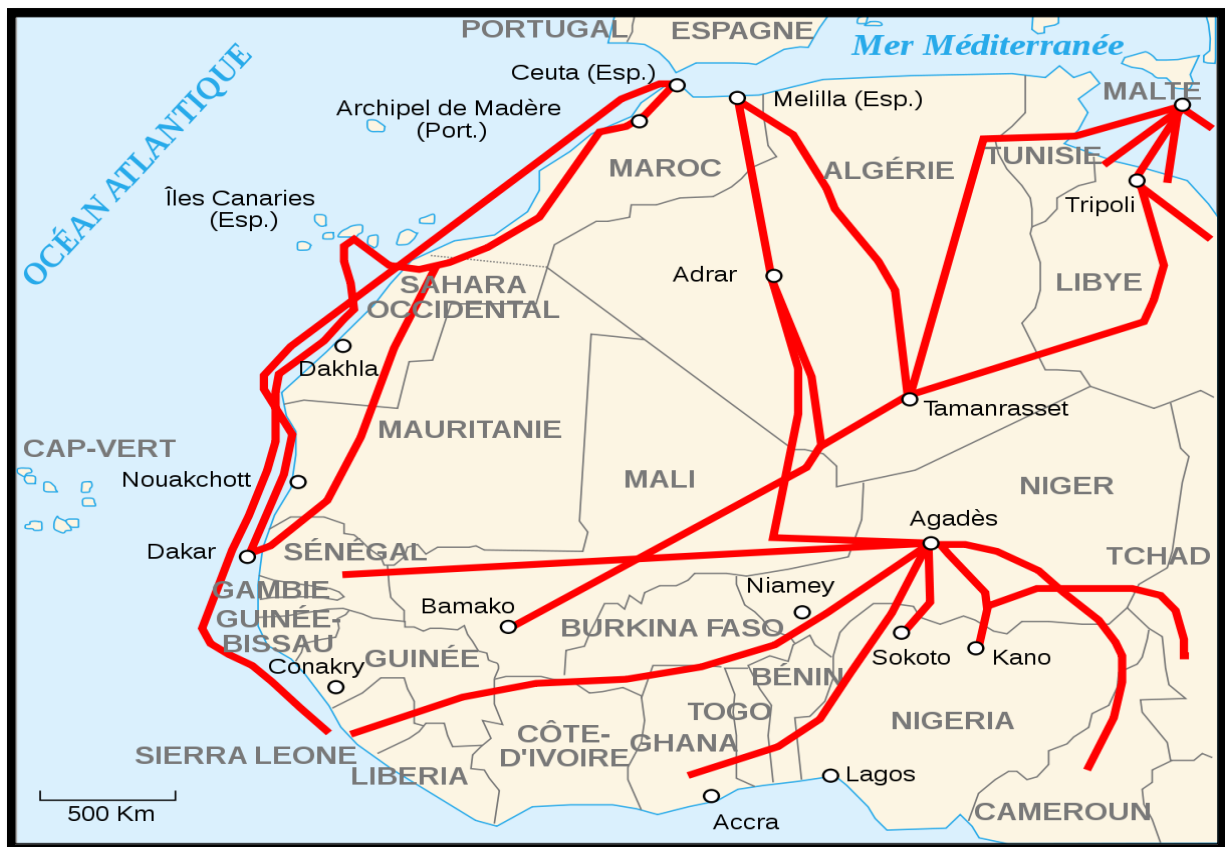 PORTUGAL
ESPAGNE
Mer Méditerranée
OCÉAN ATLANTIQUE
Ceuta (Esp.)
Archipel de Madère
(Port.)
Melilla (Esp.)
MALTE
MAROC
ALGÉRIE
TUNISIE
Îles Canaries
(Esp.)
Tripoli
Adrar
LIBYE
SAHARA
OCCIDENTAL
Dakhla
Tamanrasset
MAURITANIE
CAP-VERT
Nouakchott
MALI
NIGER
Agadès
Dakar
SÉNÉGAL
TCHAD
GAMBIE
Niamey
Bamako
GUINÉE-
BISSAU
BURKINA FASO
Conakry
GUINÉE
Sokoto
Kano
BÉNIN
TOGO
NIGERIA
CÔTE-
D'IVOIRE
GHANA
SIERRA LEONE
LIBERIA
Lagos
500 Km
Accra
CAMEROUN